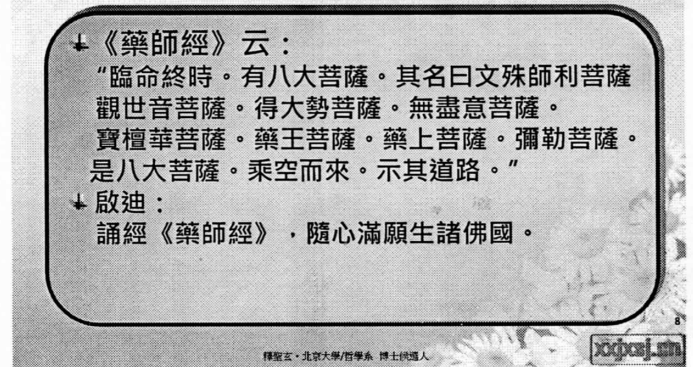 《藥師經》云：
“臨命終時。有八大菩薩。其名曰文殊師利菩薩
觀世音菩薩。得大勢菩薩。無盡意菩薩。
寶檀華菩薩。藥王菩薩。藥上菩薩。彌勒菩薩。
是八大菩薩。乘空而來。示其道路。”
啟迪：
誦經《藥師經》，隨心滿願生諸佛國。
8
釋聖玄・北京大學/哲學系 博士候選人